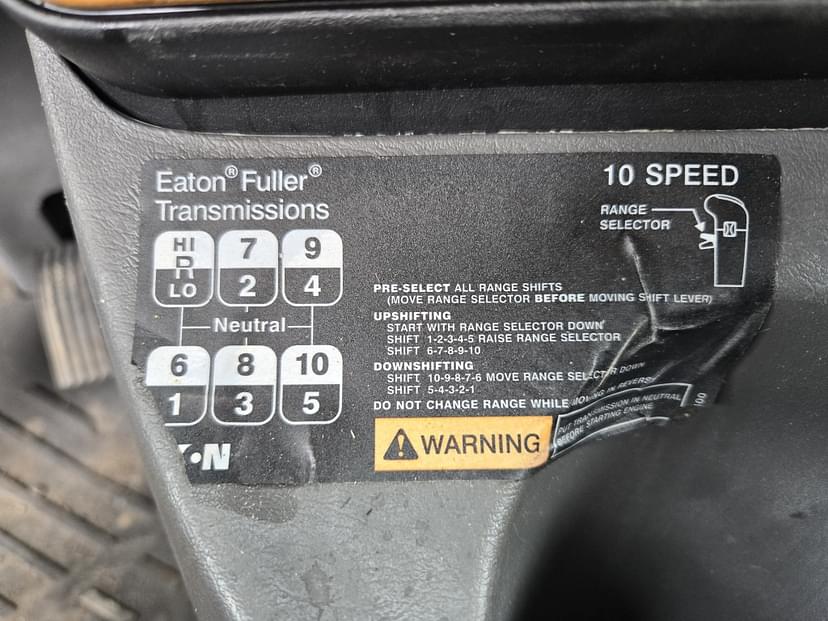 Eaton® Fuller®
Transmissions
10 SPEED
RANGE
SELECTOR
HI
R
LO
7
2
9
4
Neutral
6
1
8
3
10
5
PRE-SELECT ALL RANGE SHIFTS
(MOVE RANGE SELECTOR BEFORE MOVING SHIFT LEVER)
UPSHIFTING
START WITH RANGE SELECTOR DOWN
SHIFT 1-2-3-4-5 RAISE RANGE SELECTOR
SHIFT 6-7-8-9-10
DOWNSHIFTING
SHIFT 10-9-8-7-6 MOVE RANGE SELECTOR DOWN
SHIFT 5-4-3-2-1
DO NOT CHANGE RANGE WHILE MOVING IN REVERSE
WARNING
PUT TRANSMISSION IN NEUTRAL
BEFORE STARTING ENGINE